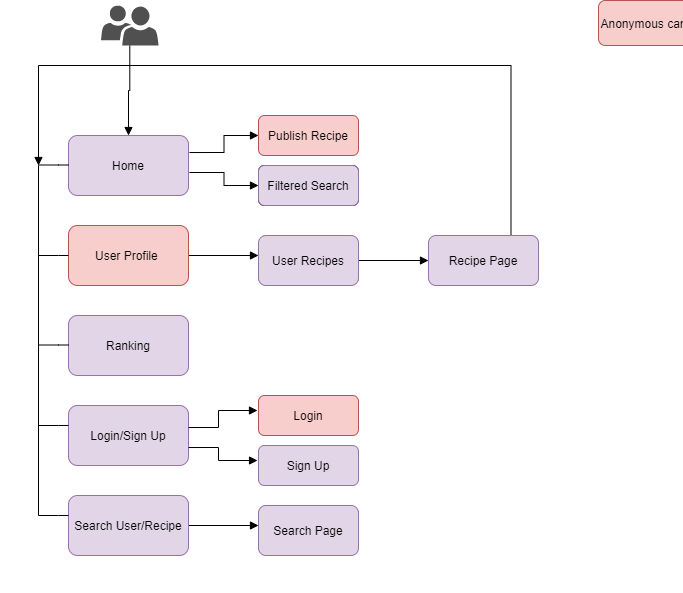 Anonymous can
Publish Recipe
Home
Filtered Search
User Profile
User Recipes
Recipe Page
Ranking
Login
Login/Sign Up
Sign Up
Search User/Recipe
Search Page